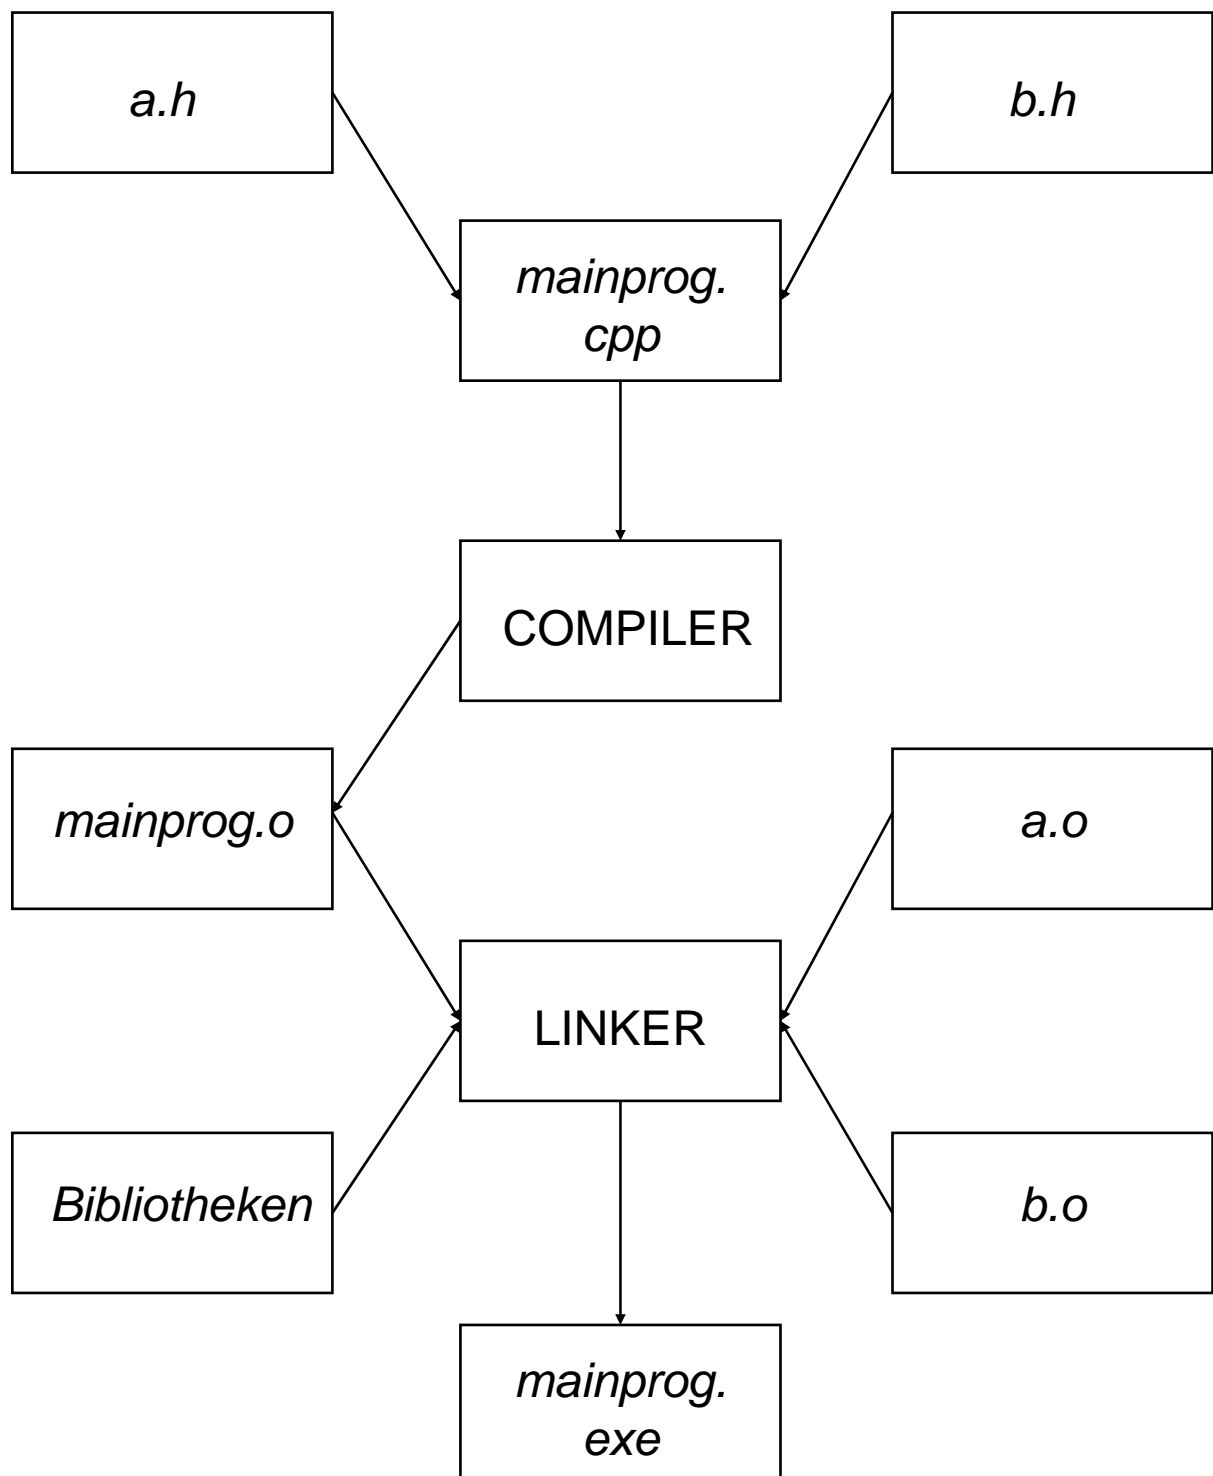 a.h
b.h
mainprog.
cpp
COMPILER
mainprog.o
a.o
LINKER
Bibliotheken
b.o
mainprog.
exe